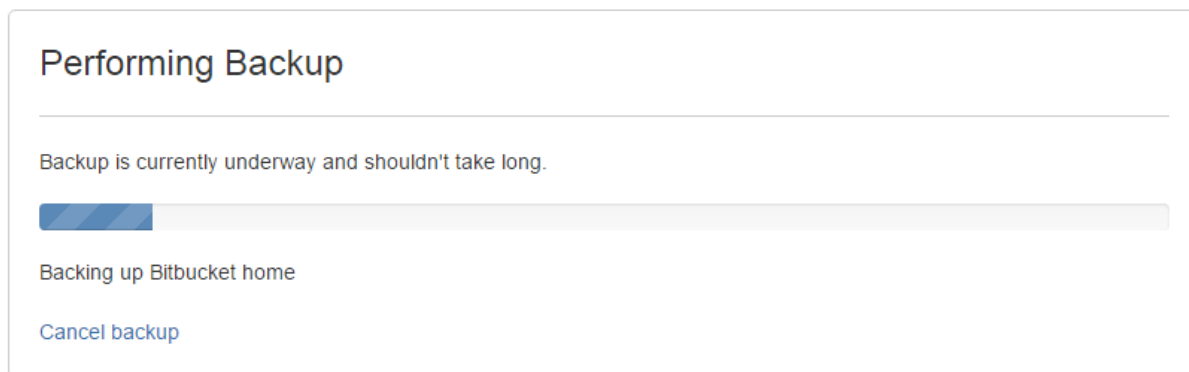 Performing Backup
Backup is currently underway and shouldn't take long.
Backing up Bitbucket home
Cancel backup